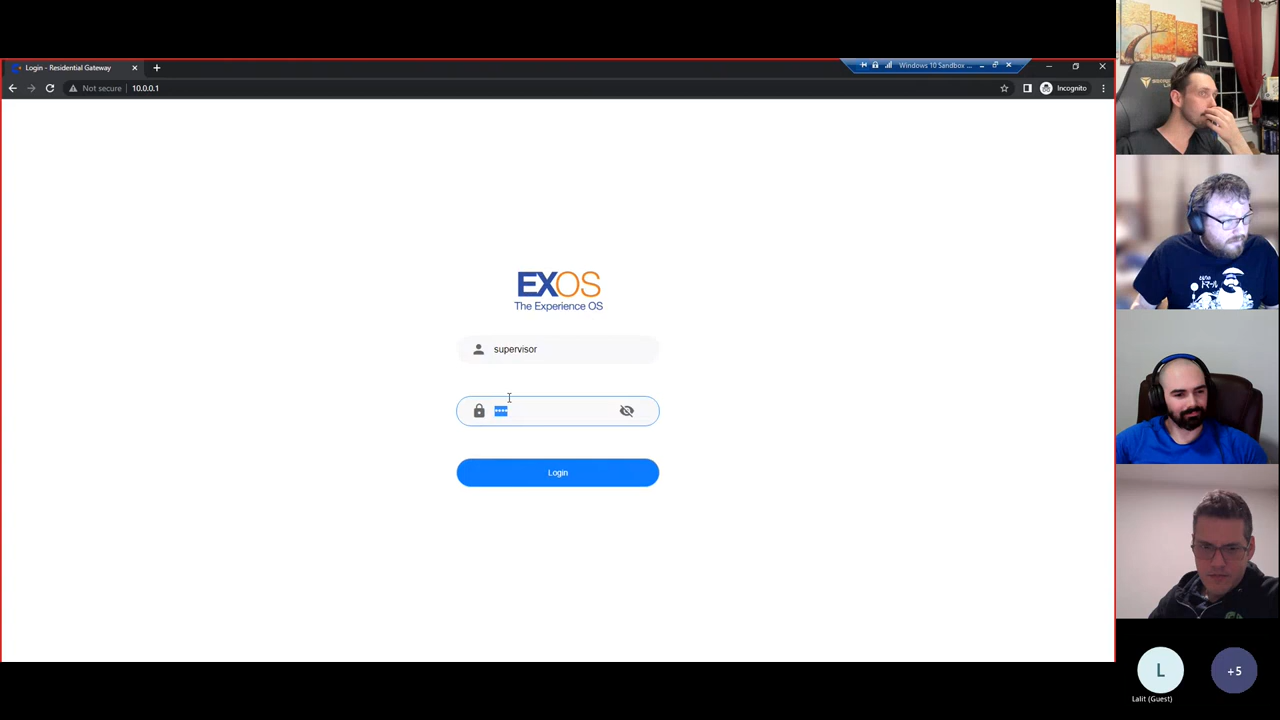 Login - Residential Gateway
Windows 10 Sandbox ...
Not secure
10.0.0.1
Incognito
EXOS
The Experience OS
supervisor
••••
Login
L
+5
Lalit (Guest)